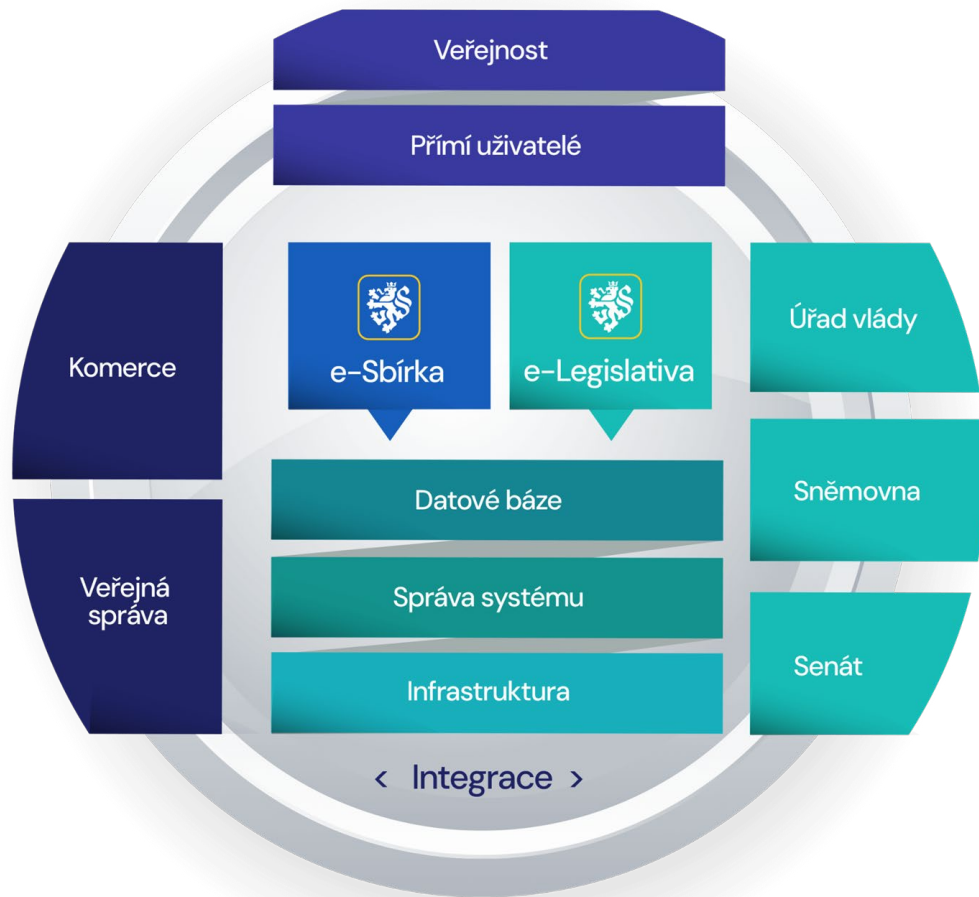 Veřejnost
Přímí uživatelé
Komerce
Veřejná
správa
e-Sbírka
e-Legislativa
Datové báze
Správa systému
Infrastruktura
< Integrace >
Úřad vlády
Sněmovna
Senát